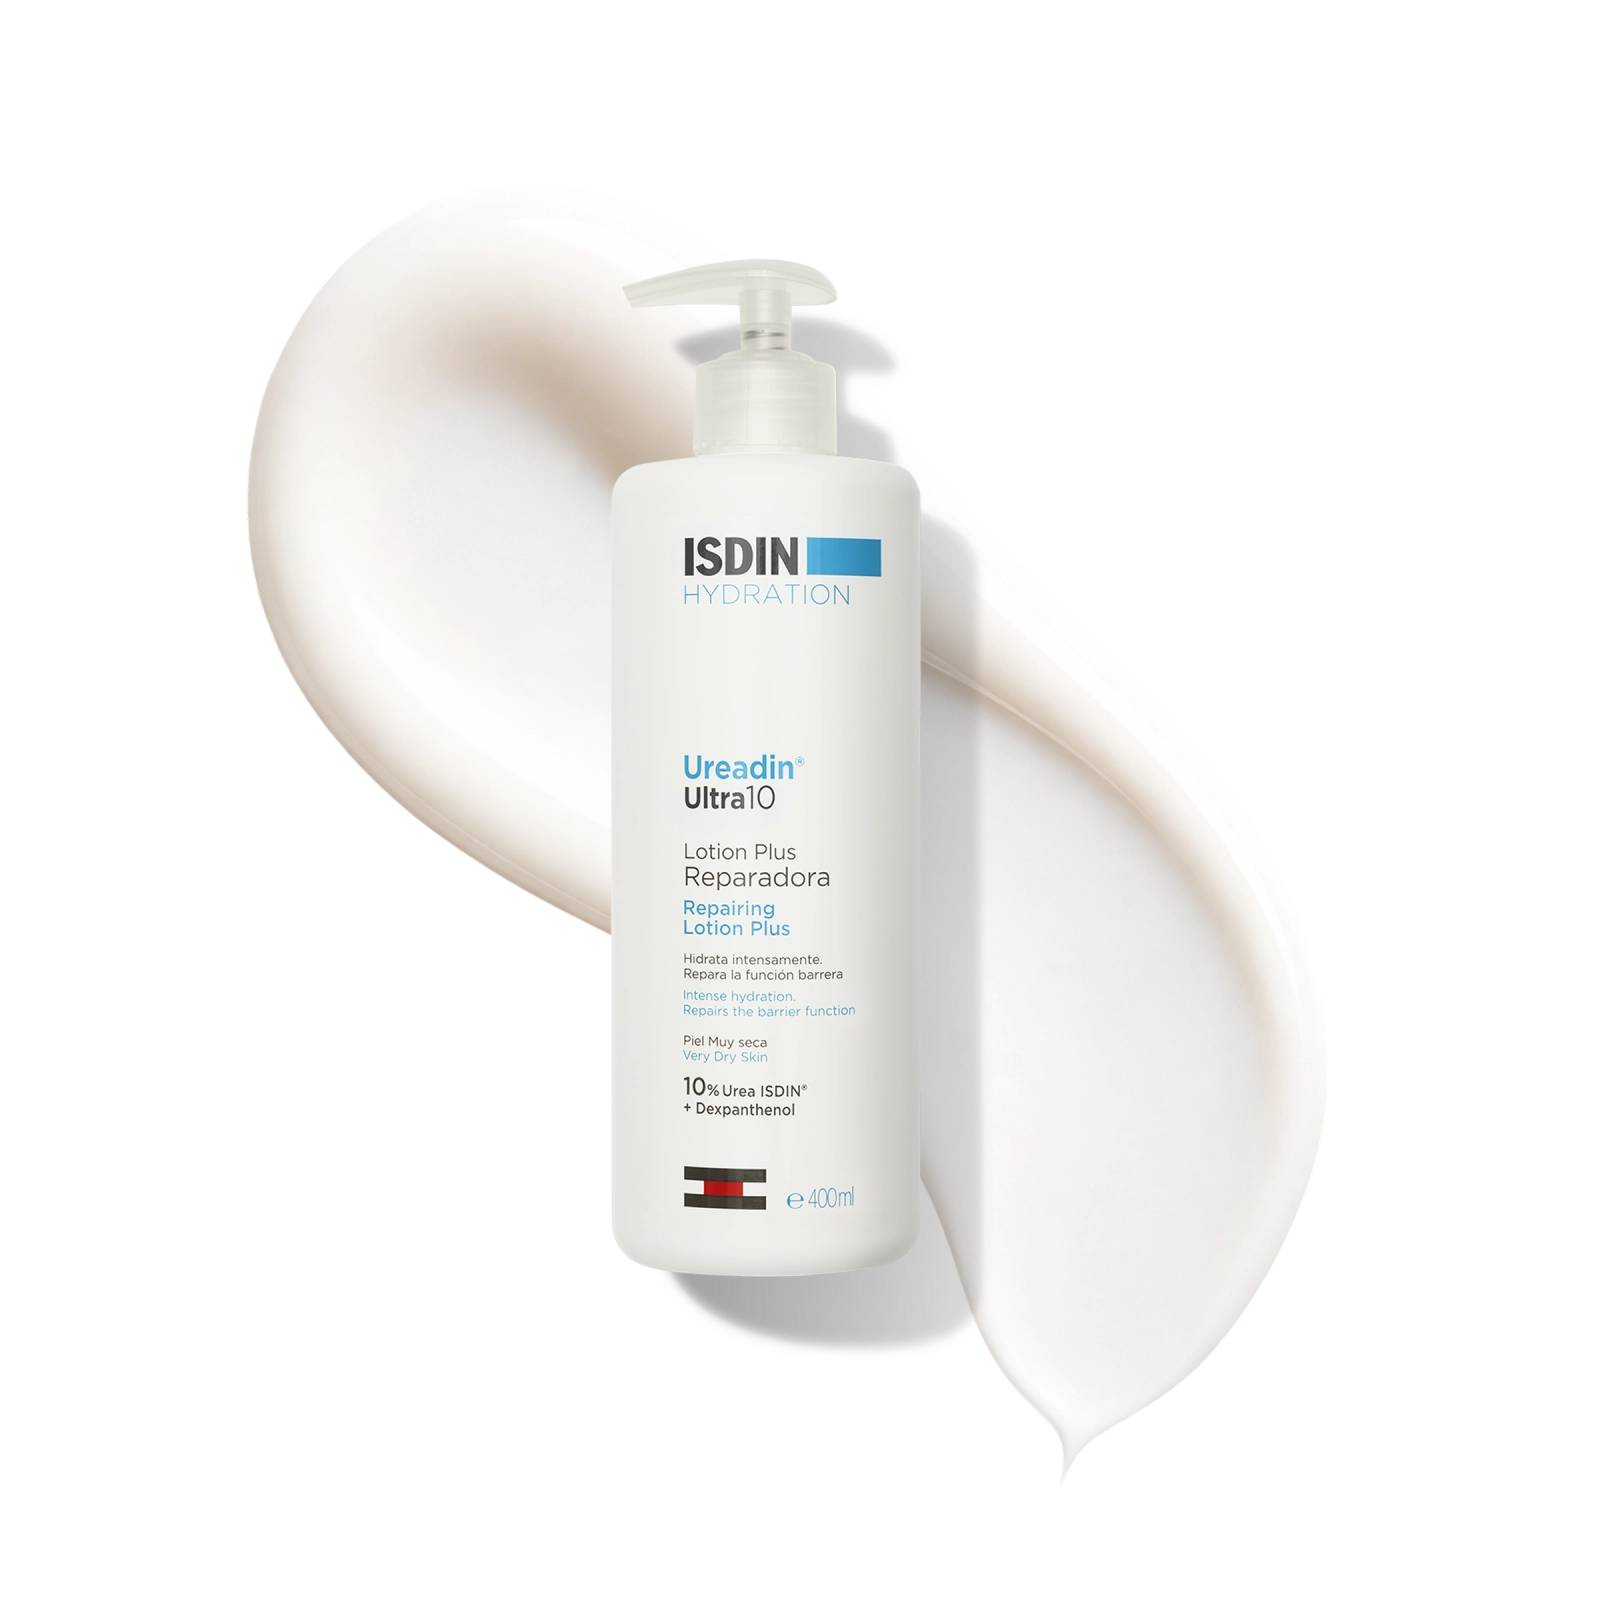 ISDIN
HYDRATION
Ureadin®
Ultra10
Lotion Plus
Reparadora
Repairing
Lotion Plus
Hidrata intensamente.
Repara la función barrera
Intense hydration.
Repairs the barrier function
Piel Muy seca
Very Dry Skin
10% Urea ISDIN®
+ Dexpanthenol
℮ 400ml